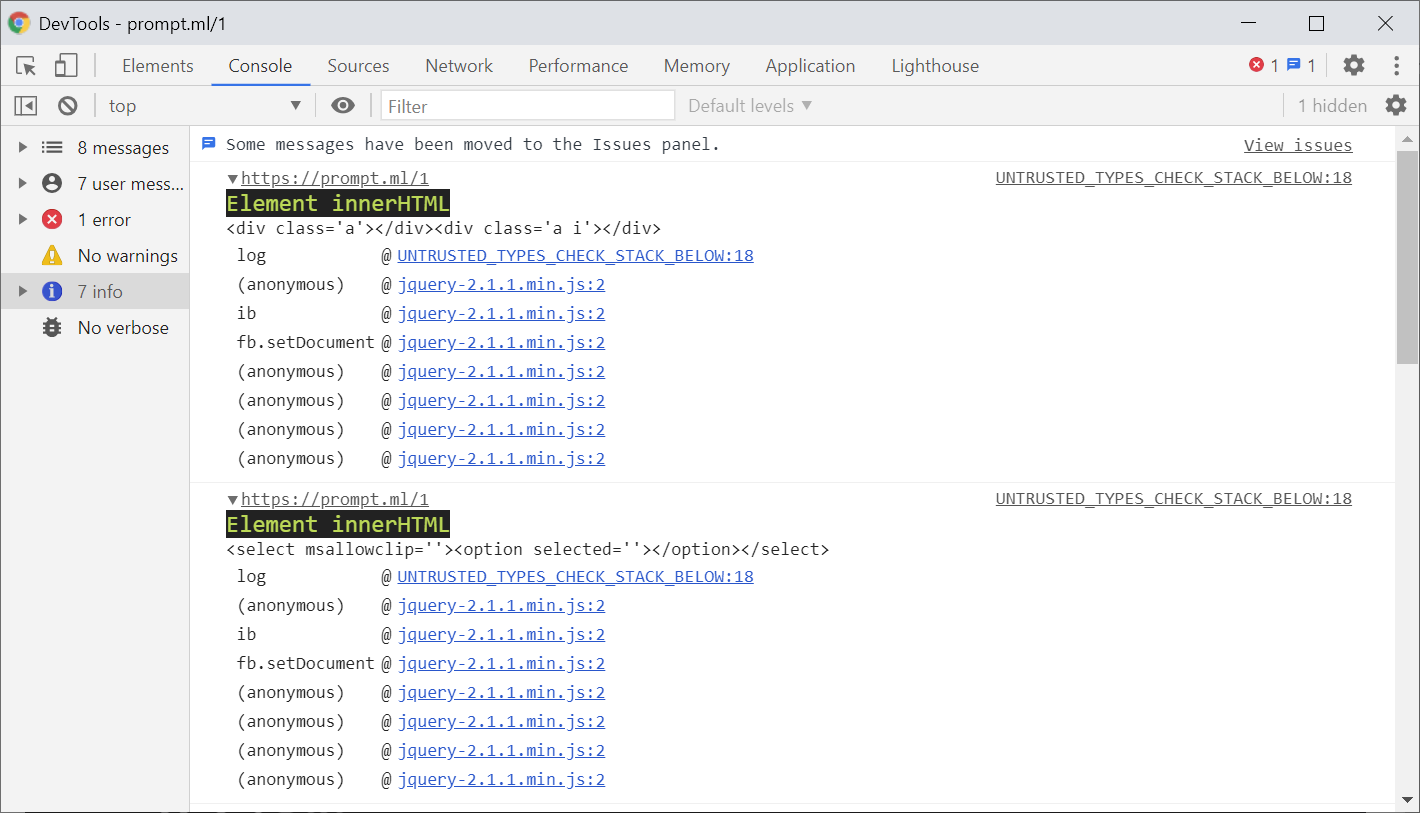 DevTools - prompt.ml/1
Elements Console Sources Network Performance Memory Application Lighthouse 1 1
top Filter Default levels 1 hidden
8 messages
7 user mess...
1 error
No warnings
7 info
No verbose
Some messages have been moved to the Issues panel. View issues
https://prompt.ml/1 UNTRUSTED_TYPES_CHECK_STACK_BELOW:18
Element innerHTML
<div class='a'></div><div class='a i'></div>
log @ UNTRUSTED_TYPES_CHECK_STACK_BELOW:18
(anonymous) @ jquery-2.1.1.min.js:2
ib @ jquery-2.1.1.min.js:2
fb.setDocument @ jquery-2.1.1.min.js:2
(anonymous) @ jquery-2.1.1.min.js:2
(anonymous) @ jquery-2.1.1.min.js:2
(anonymous) @ jquery-2.1.1.min.js:2
(anonymous) @ jquery-2.1.1.min.js:2
https://prompt.ml/1 UNTRUSTED_TYPES_CHECK_STACK_BELOW:18
Element innerHTML
<select msallowclip=''><option selected=''></option></select>
log @ UNTRUSTED_TYPES_CHECK_STACK_BELOW:18
(anonymous) @ jquery-2.1.1.min.js:2
ib @ jquery-2.1.1.min.js:2
fb.setDocument @ jquery-2.1.1.min.js:2
(anonymous) @ jquery-2.1.1.min.js:2
(anonymous) @ jquery-2.1.1.min.js:2
(anonymous) @ jquery-2.1.1.min.js:2
(anonymous) @ jquery-2.1.1.min.js:2